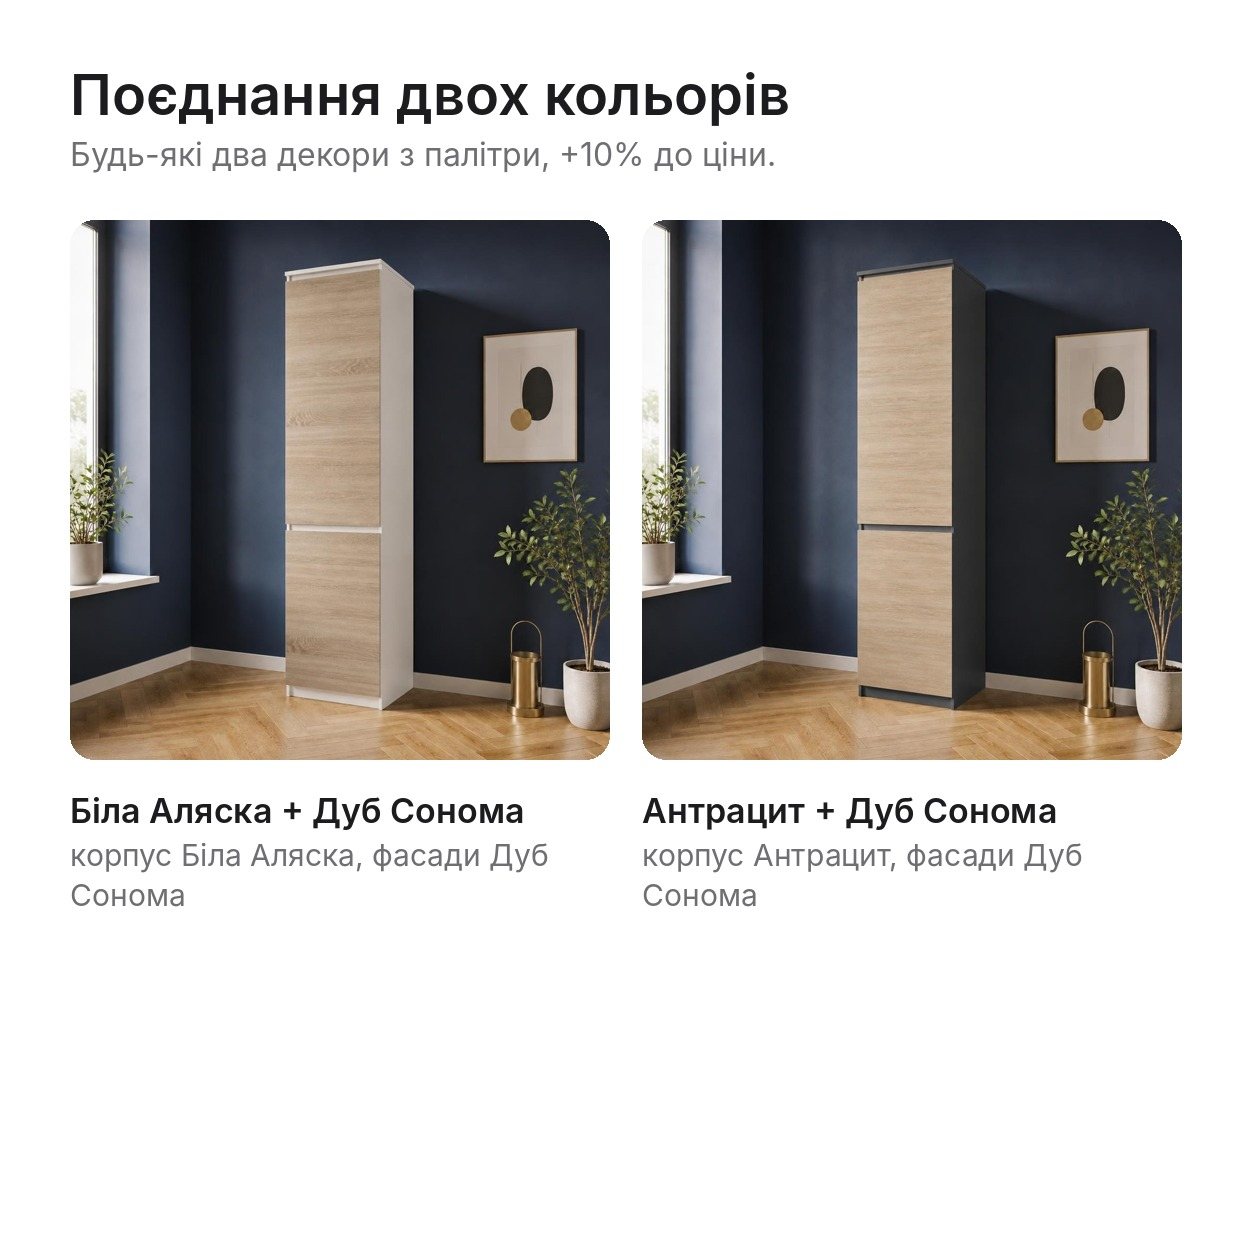 Поєднання двох кольорів
Будь-які два декори з палітри, +10% до ціни.
Біла Аляска + Дуб Сонома
корпус Біла Аляска, фасади Дуб
Сонома
Антрацит + Дуб Сонома
корпус Антрацит, фасади Дуб
Сонома